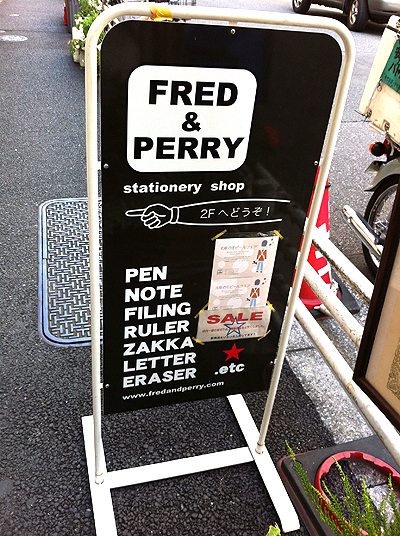 FRED
&
PERRY
stationery shop
2Fへどうぞ!
PEN
NOTE
FILING
RULER
ZAKKA
LETTER
ERASER
.etc
SALE
www.fredandperry.com